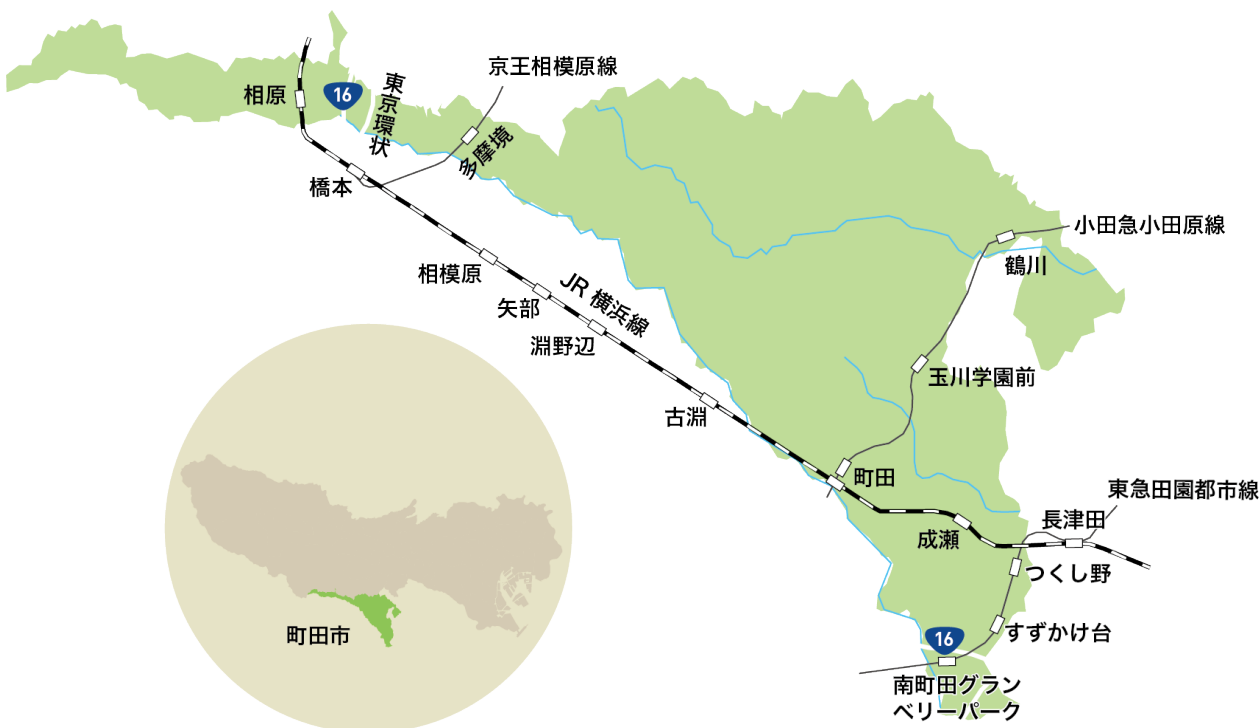 京王相模原線
相原
16
東京環状
多摩境
橋本
小田急小田原線
鶴川
相模原
JR 横浜線
矢部
淵野辺
玉川学園前
古淵
町田
東急田園都市線
長津田
成瀬
つくし野
すずかけ台
16
町田市
南町田グラン
ベリーパーク